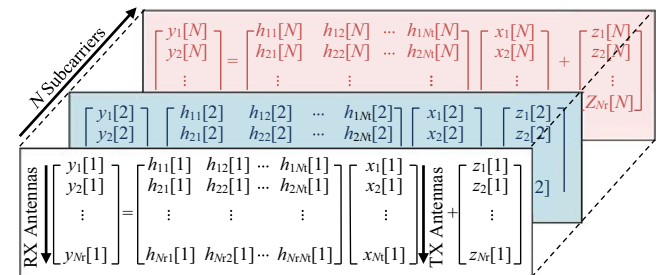 N Subcarriers
y1[N] h11[N] h12[N] ... h1Nt[N] x1[N] z1[N]
y2[N] = h21[N] h22[N] ... h2Nt[N] x2[N] + z2[N]
⋮ ⋮ ⋮ ⋮ ⋮ ⋮
ZNr[N]
y1[2] h11[2] h12[2] ... h1Nt[2] x1[2] z1[2]
y2[2] h21[2] h22[2] ... h2Nt[2] x2[2] z2[2]
2]
RX Antennas
y1[1] h11[1] h12[1] ... h1Nt[1] x1[1] z1[1]
y2[1] h21[1] h22[1] ... h2Nt[1] x2[1] z2[1]
⋮ = ⋮ ⋮ ⋮ ⋮ + ⋮
yNr[1] hNr1[1] hNr2[1] ... hNrNt[1] xNt[1] zNr[1]
TX Antennas